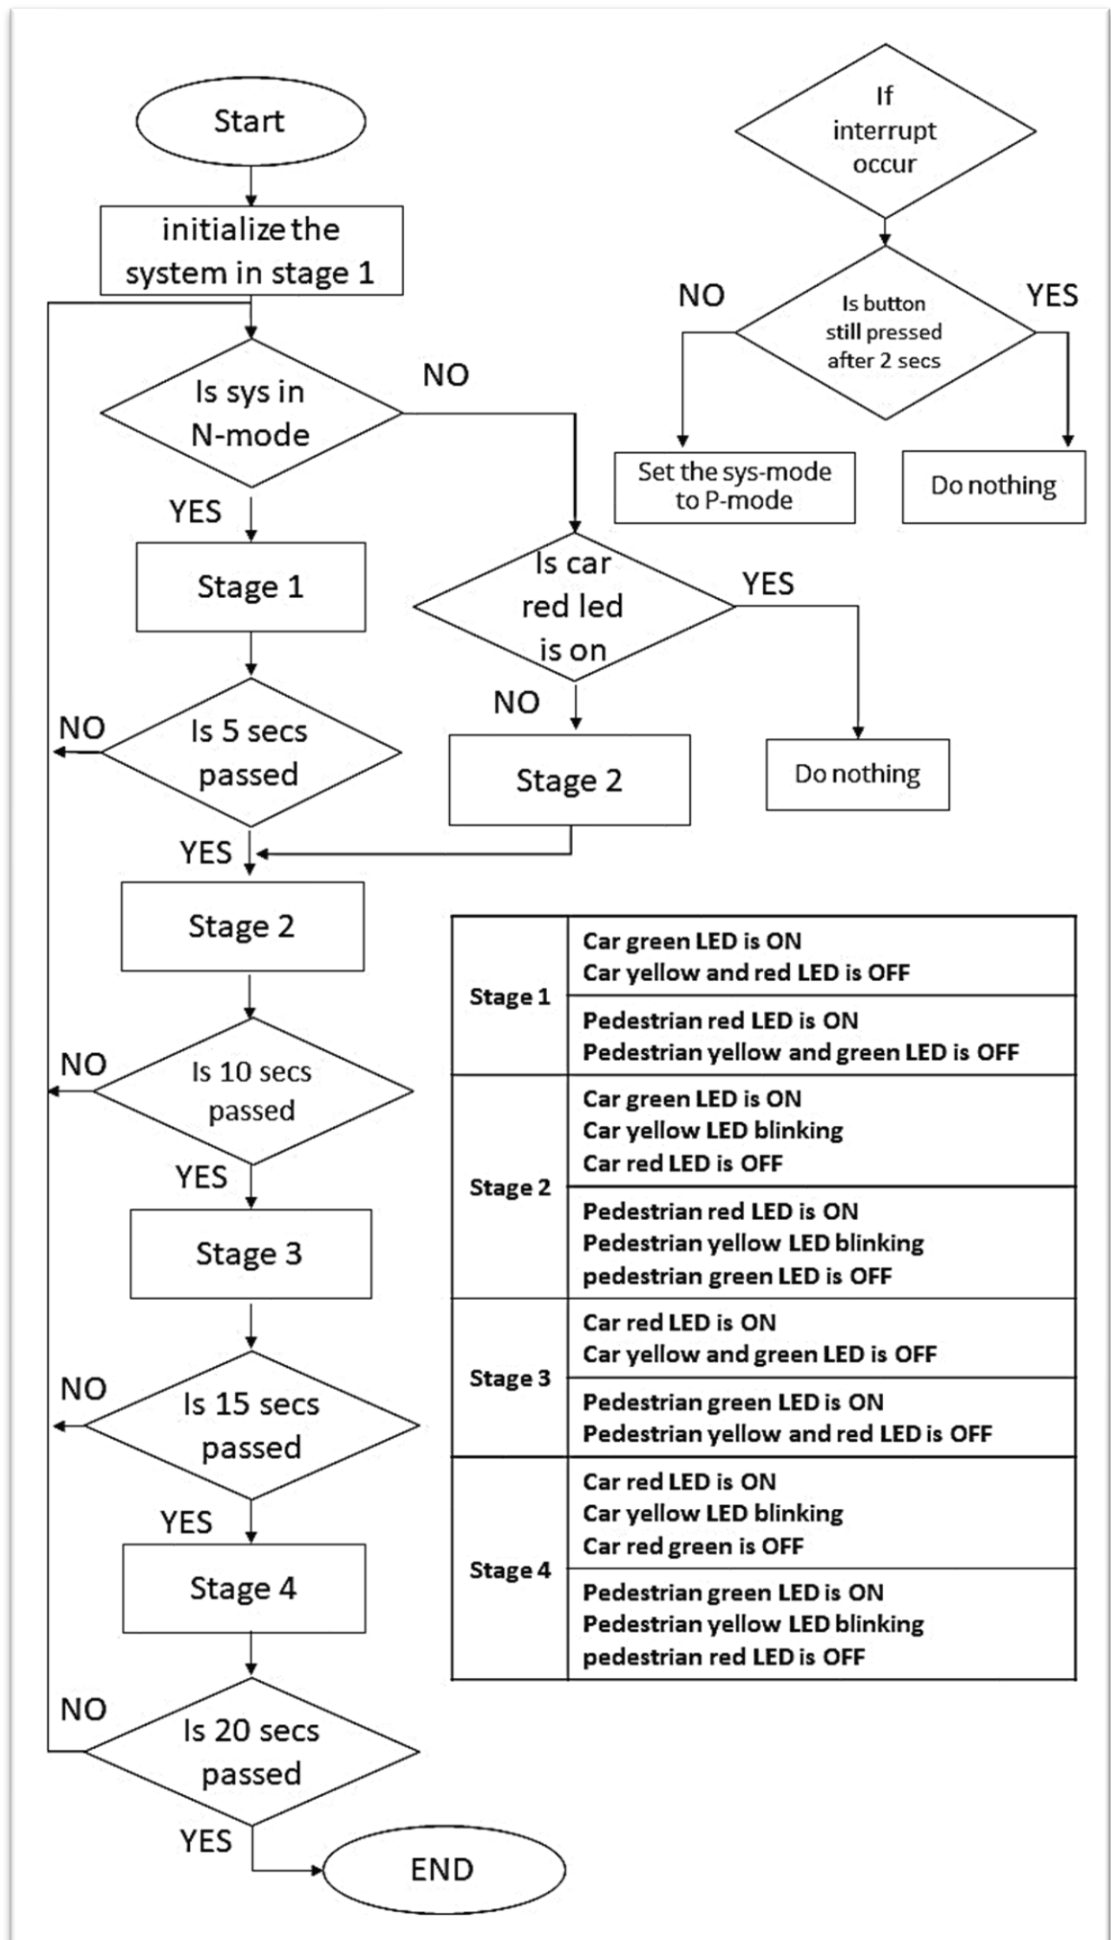 Start
initialize the
system in stage 1
Is sys in
N-mode
NO
YES
Stage 1
Is 5 secs
passed
NO
YES
Is car
red led
is on
YES
NO
Stage 2
Do nothing
If
interrupt
occur
Is button
still pressed
after 2 secs
NO
YES
Set the sys-mode
to P-mode
Do nothing
Stage 2
Is 10 secs
passed
NO
YES
Stage 3
Is 15 secs
passed
NO
YES
Stage 4
Is 20 secs
passed
NO
YES
END
Stage 1
Car green LED is ON
Car yellow and red LED is OFF
Pedestrian red LED is ON
Pedestrian yellow and green LED is OFF
Stage 2
Car green LED is ON
Car yellow LED blinking
Car red LED is OFF
Pedestrian red LED is ON
Pedestrian yellow LED blinking
pedestrian green LED is OFF
Stage 3
Car red LED is ON
Car yellow and green LED is OFF
Pedestrian green LED is ON
Pedestrian yellow and red LED is OFF
Stage 4
Car red LED is ON
Car yellow LED blinking
Car red green is OFF
Pedestrian green LED is ON
Pedestrian yellow LED blinking
pedestrian red LED is OFF